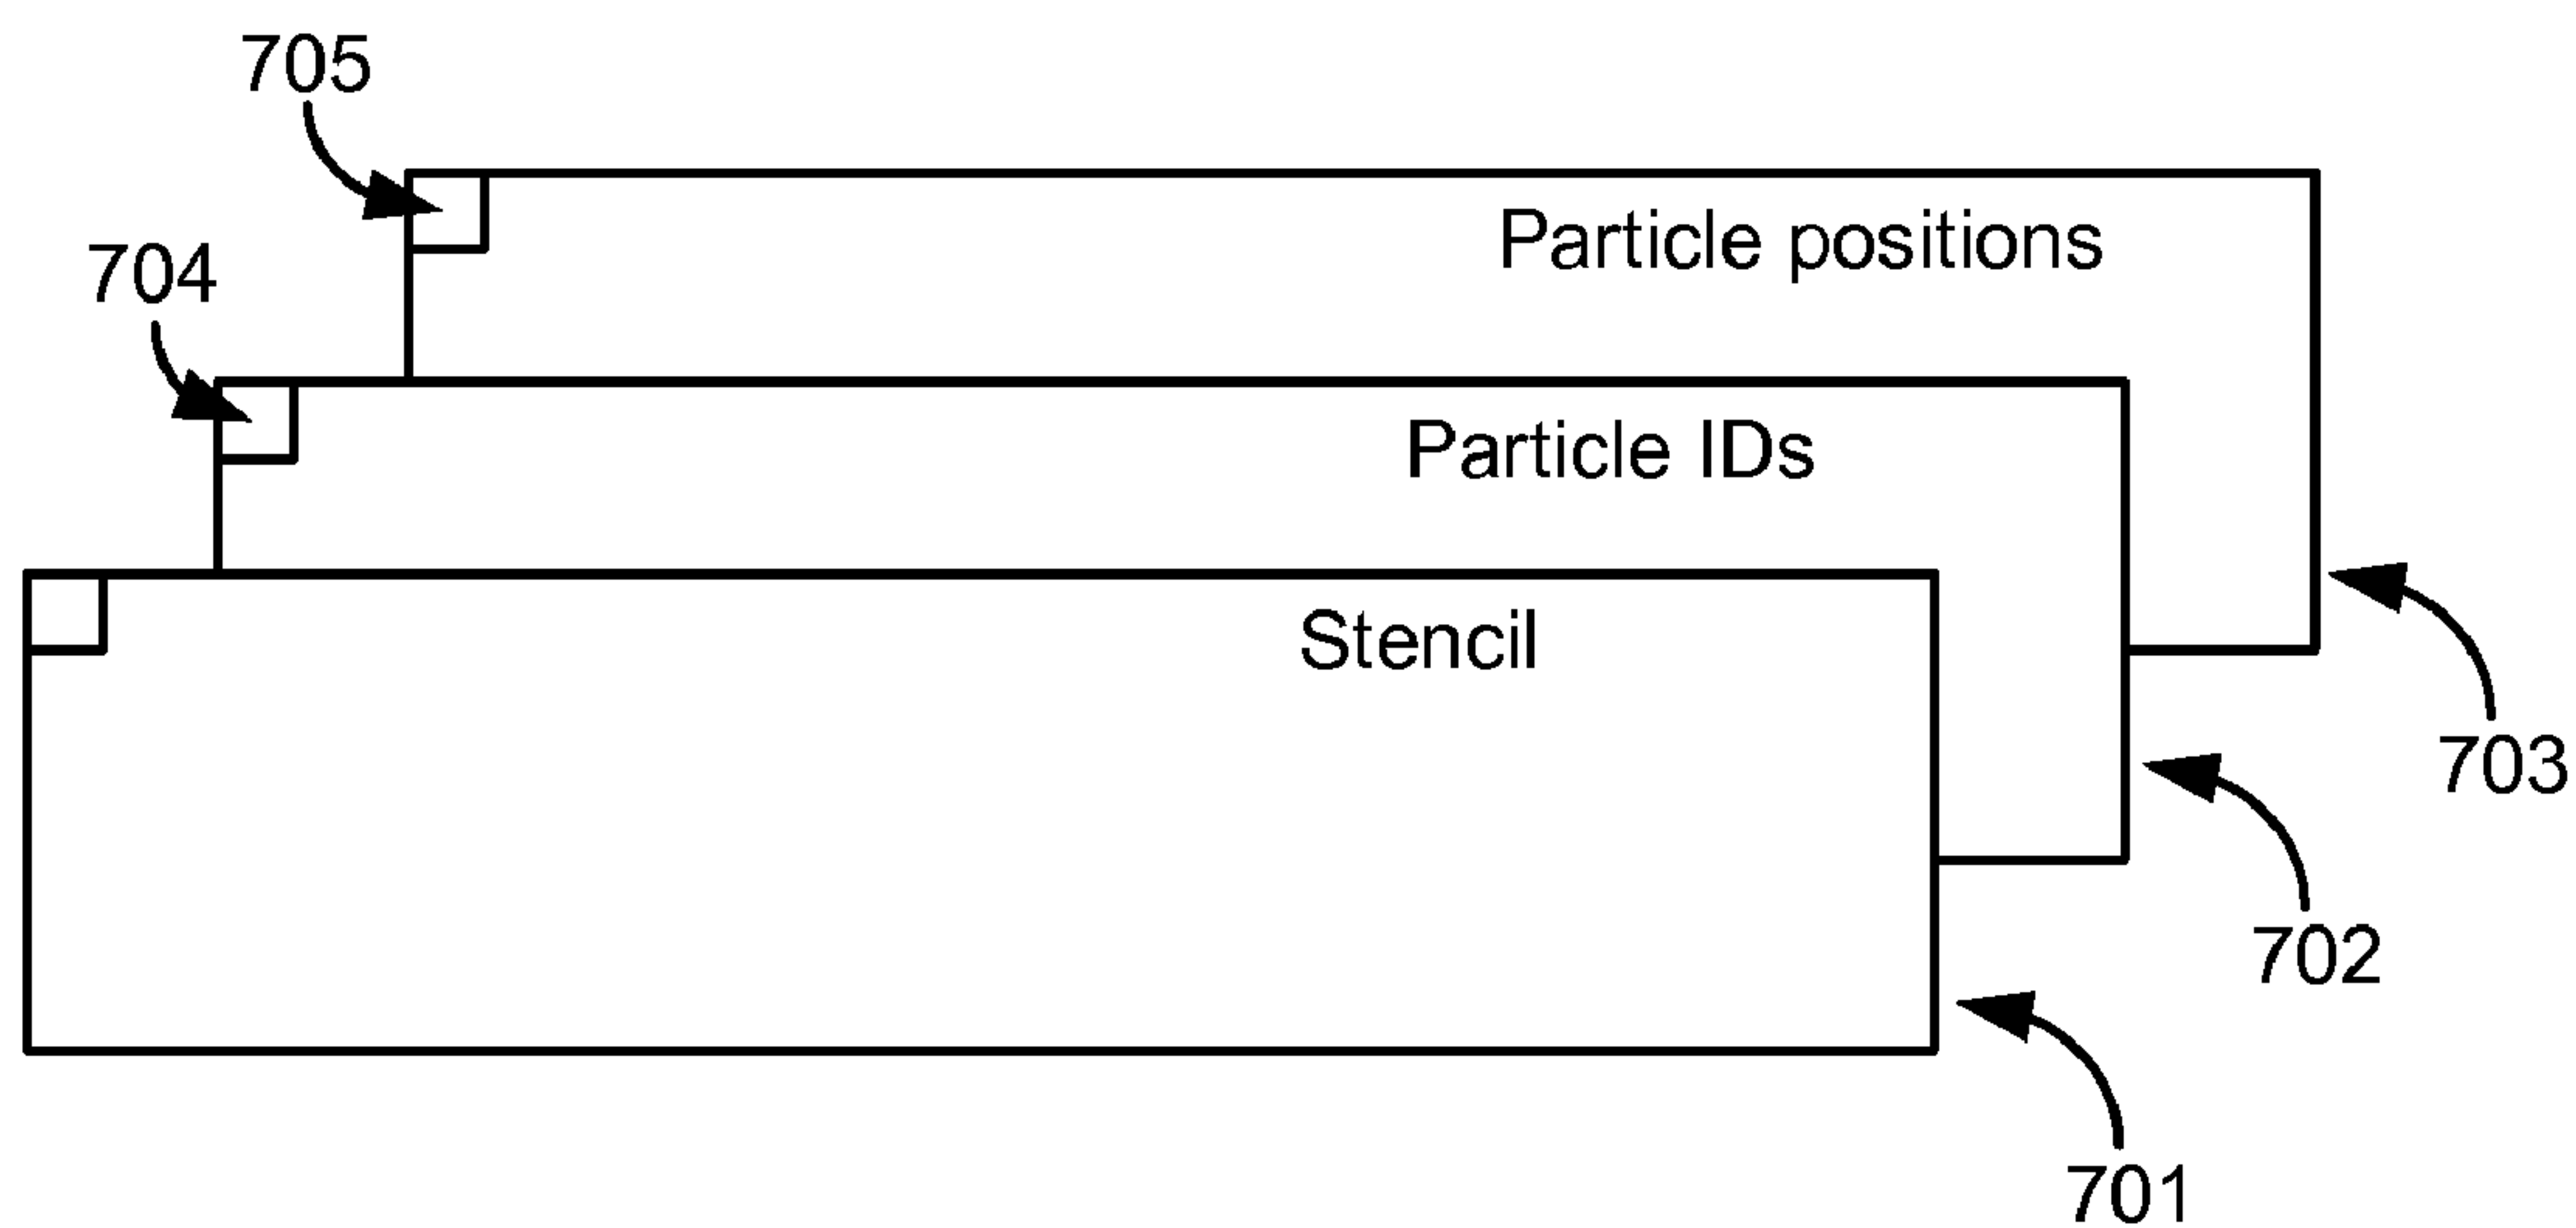 705
Particle positions
704
Particle IDs
Stencil
703
702
701